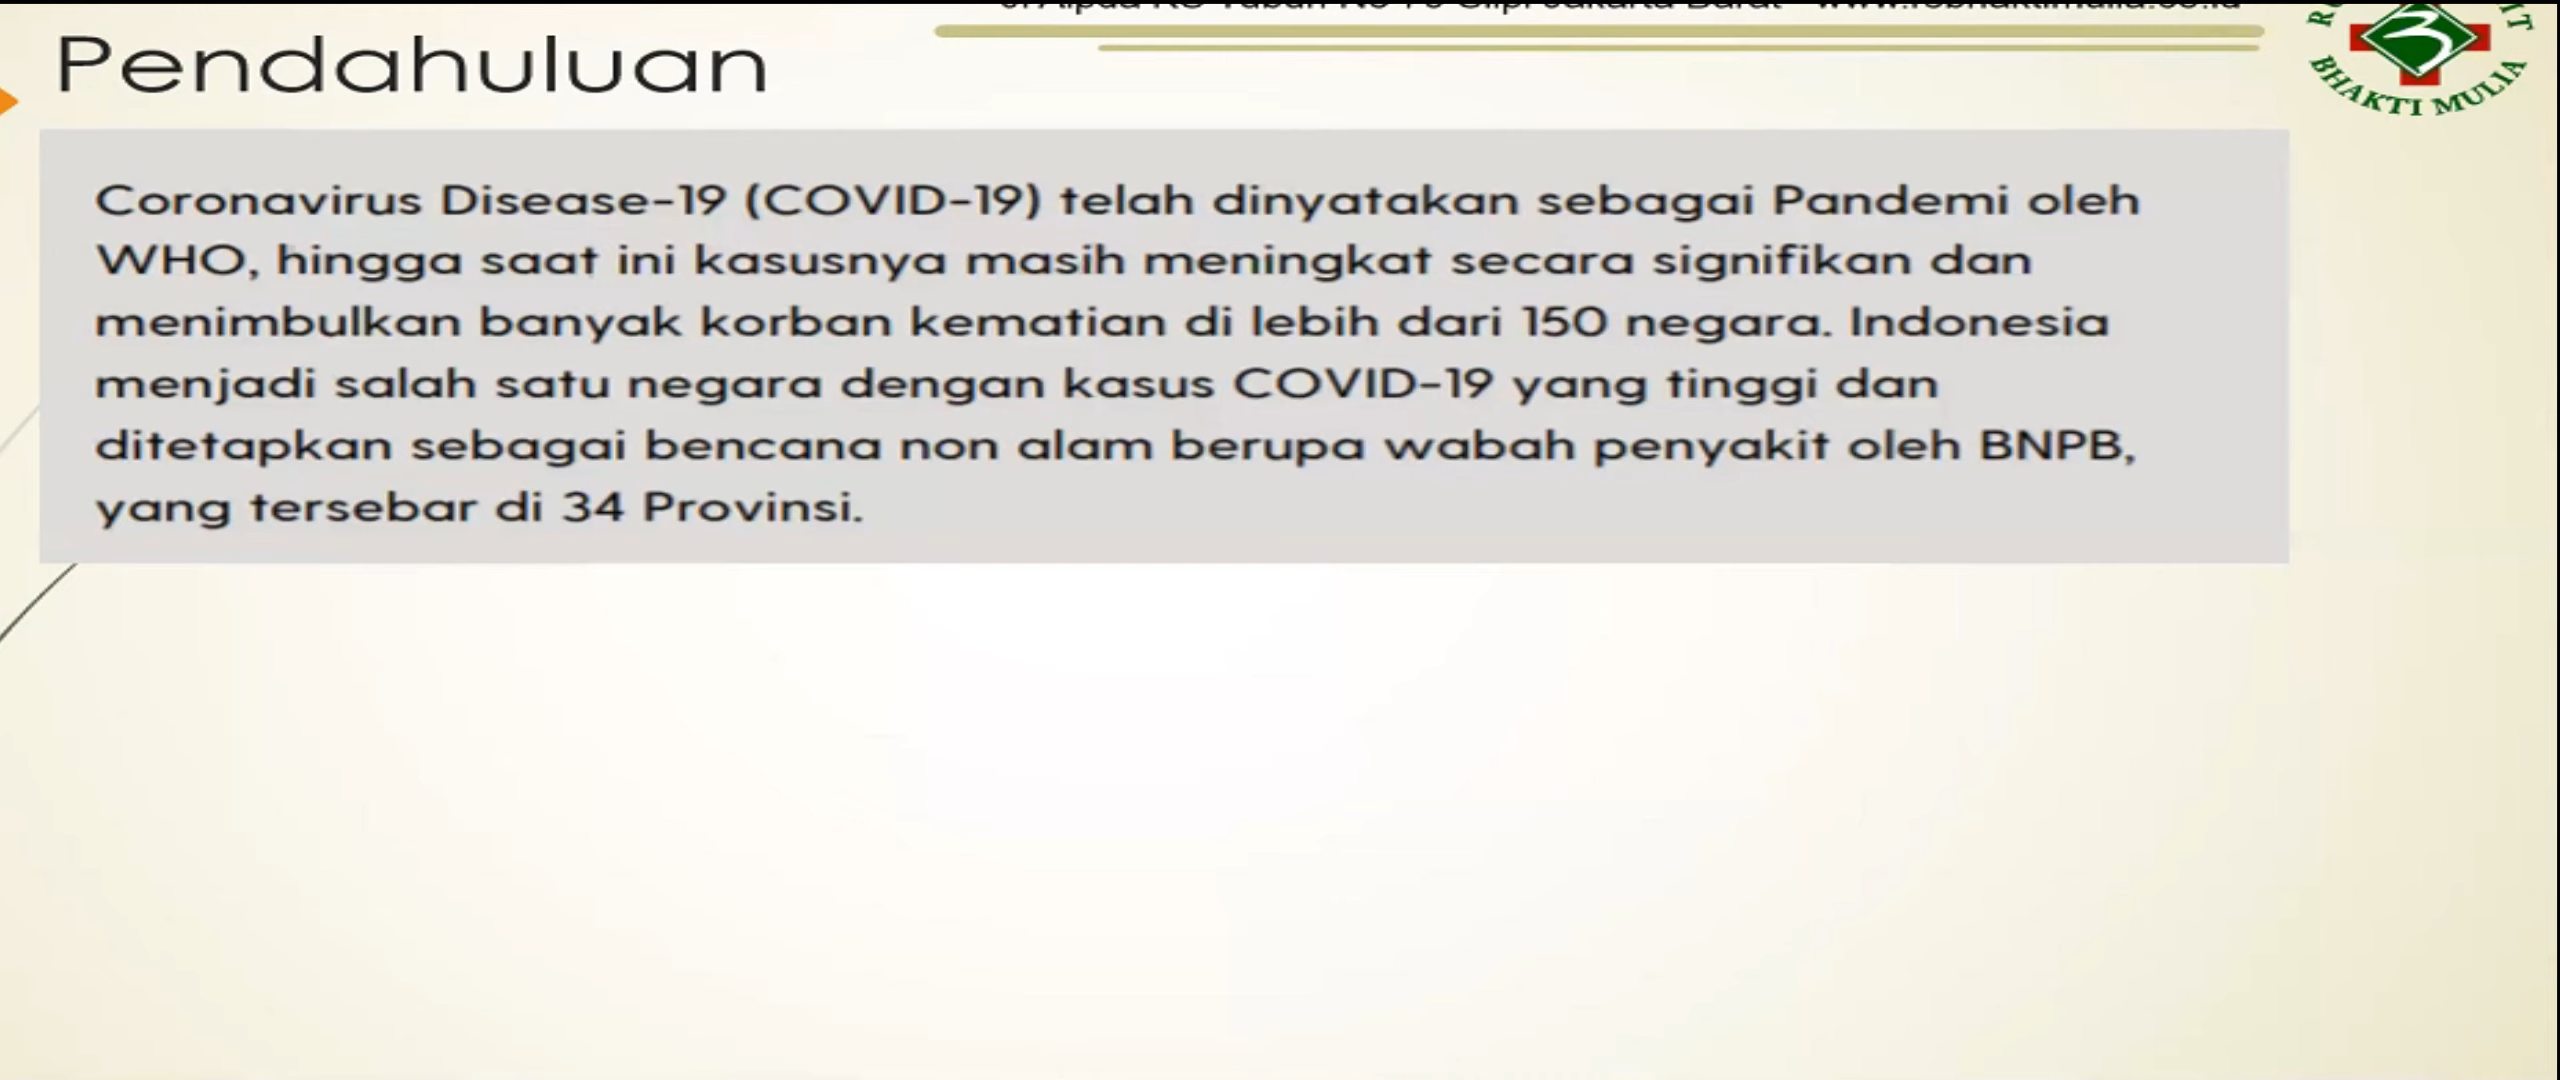 Jakarta Barat
Pendahuluan
BHAKTI MULIA
Coronavirus Disease-19 (COVID-19) telah dinyatakan sebagai Pandemi oleh
WHO, hingga saat ini kasusnya masih meningkat secara signifikan dan
menimbulkan banyak korban kematian di lebih dari 150 negara. Indonesia
menjadi salah satu negara dengan kasus COVID-19 yang tinggi dan
ditetapkan sebagai bencana non alam berupa wabah penyakit oleh BNPB,
yang tersebar di 34 Provinsi.